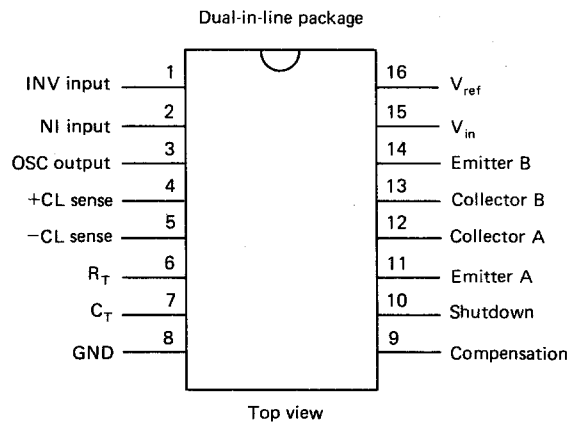 Dual-in-line package
INV input 1 16 V_ref
NI input 2 15 V_in
OSC output 3 14 Emitter B
+CL sense 4 13 Collector B
−CL sense 5 12 Collector A
R_T 6 11 Emitter A
C_T 7 10 Shutdown
GND 8 9 Compensation
Top view